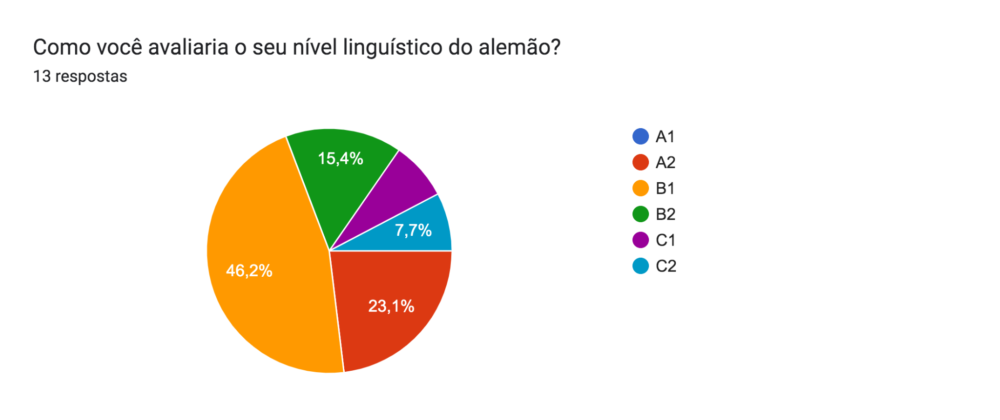 Como você avaliaria o seu nível linguístico do alemão?
13 respostas
15,4%
7,7%
46,2%
23,1%
A1
A2
B1
B2
C1
C2